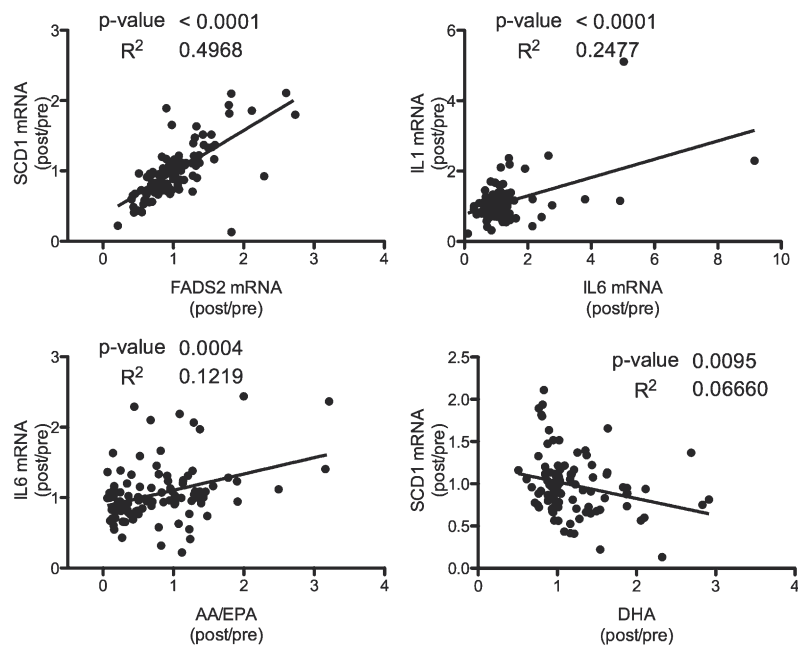 p-value < 0.0001
R2 0.4968
3
2
1
0
SCD1 mRNA
(post/pre)
0 1 2 3 4
FADS2 mRNA
(post/pre)
p-value < 0.0001
R2 0.2477
6
4
2
0
IL1 mRNA
(post/pre)
0 2 4 6 8 10
IL6 mRNA
(post/pre)
p-value 0.0004
R2 0.1219
3
2
1
0
IL6 mRNA
(post/pre)
0 1 2 3 4
AA/EPA
(post/pre)
p-value 0.0095
R2 0.06660
2.5
2.0
1.5
1.0
0.5
0.0
SCD1 mRNA
(post/pre)
0 1 2 3 4
DHA
(post/pre)